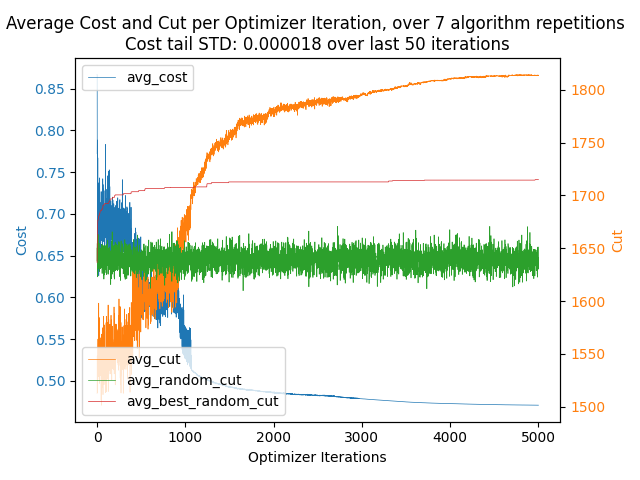 Average Cost and Cut per Optimizer Iteration, over 7 algorithm repetitions
Cost tail STD: 0.000018 over last 50 iterations
avg_cost
0.85
0.80
0.75
0.70
0.65
0.60
0.55
0.50
Cost
1800
1750
1700
1650
1600
1550
1500
Cut
avg_cut
avg_random_cut
avg_best_random_cut
0
1000
2000
3000
4000
5000
Optimizer Iterations